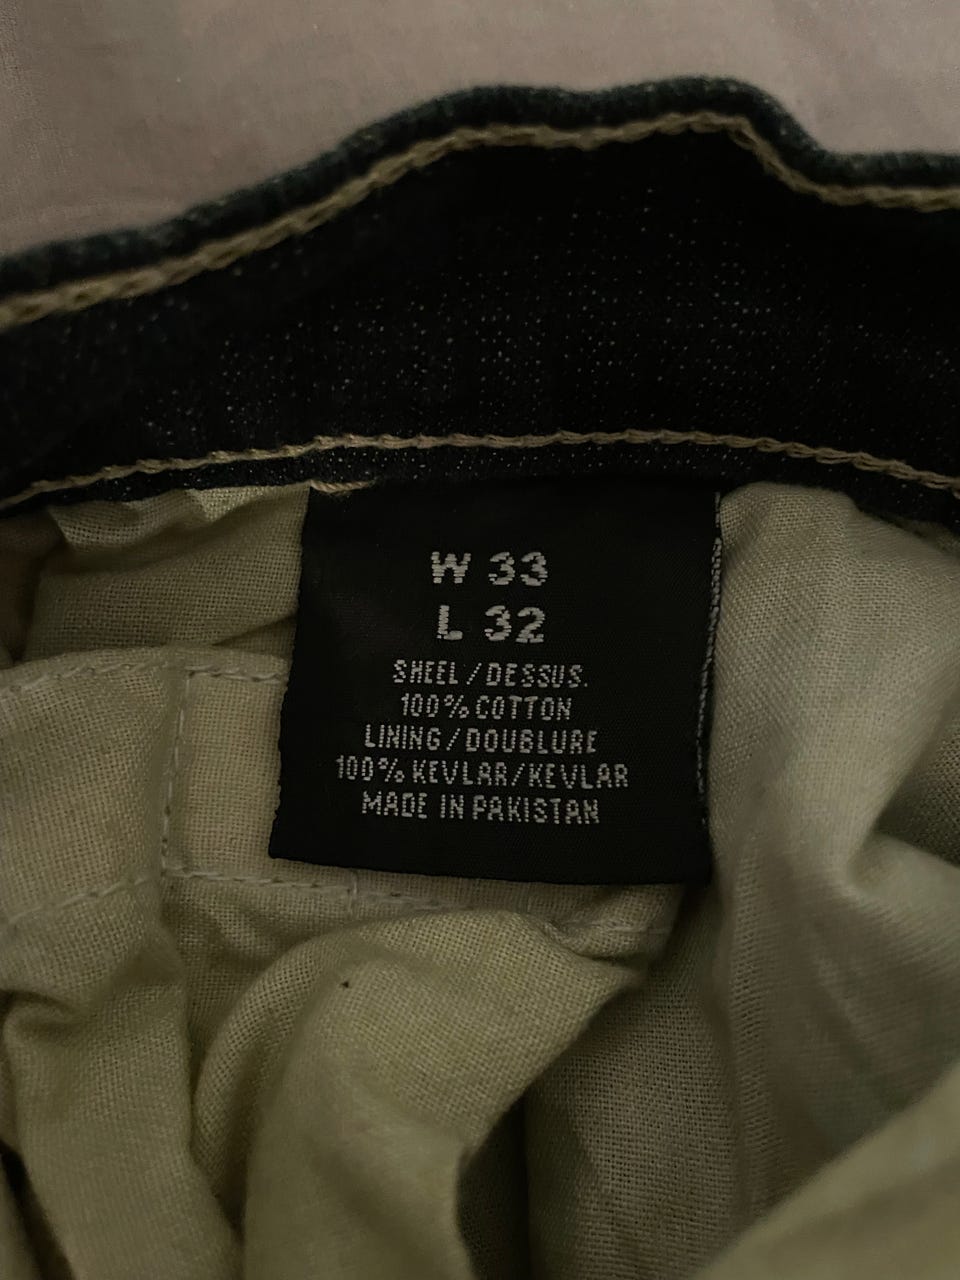 W 33
L 32
SHEEL/DESSUS.
100% COTTON
LINING/DOUBLURE
100% KEVLAR/KEVLAR
MADE IN PAKISTAN